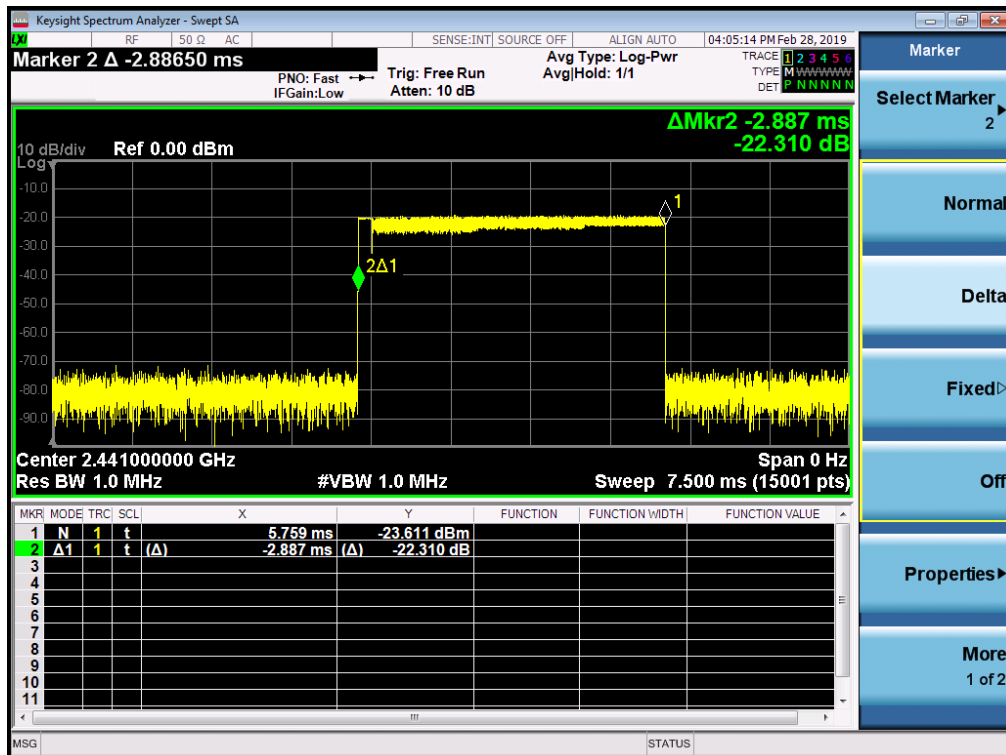 Keysight Spectrum Analyzer - Swept SA
LXI RF 50 Ω AC SENSE:INT SOURCE OFF ALIGN AUTO 04:05:14 PM Feb 28, 2019
Marker 2 Δ -2.88650 ms
PNO: Fast
IFGain:Low
Trig: Free Run
Atten: 10 dB
Avg Type: Log-Pwr
Avg|Hold: 1/1
TRACE 1 2 3 4 5 6
TYPE M W W W W W
DET P N N N N N
Marker
Select Marker
2
Normal
Delta
Fixed
Off
Properties
More
1 of 2
ΔMkr2 -2.887 ms
-22.310 dB
10 dB/div Ref 0.00 dBm
Log
-10.0
-20.0
-30.0
-40.0
-50.0
-60.0
-70.0
-80.0
-90.0
1
2Δ1
Center 2.441000000 GHz Span 0 Hz
Res BW 1.0 MHz #VBW 1.0 MHz Sweep 7.500 ms (15001 pts)
MKR MODE TRC SCL X Y FUNCTION FUNCTION WIDTH FUNCTION VALUE
1 N 1 t 5.759 ms -23.611 dBm
2 Δ1 1 t (Δ) -2.887 ms (Δ) -22.310 dB
3
4
5
6
7
8
9
10
11
MSG STATUS